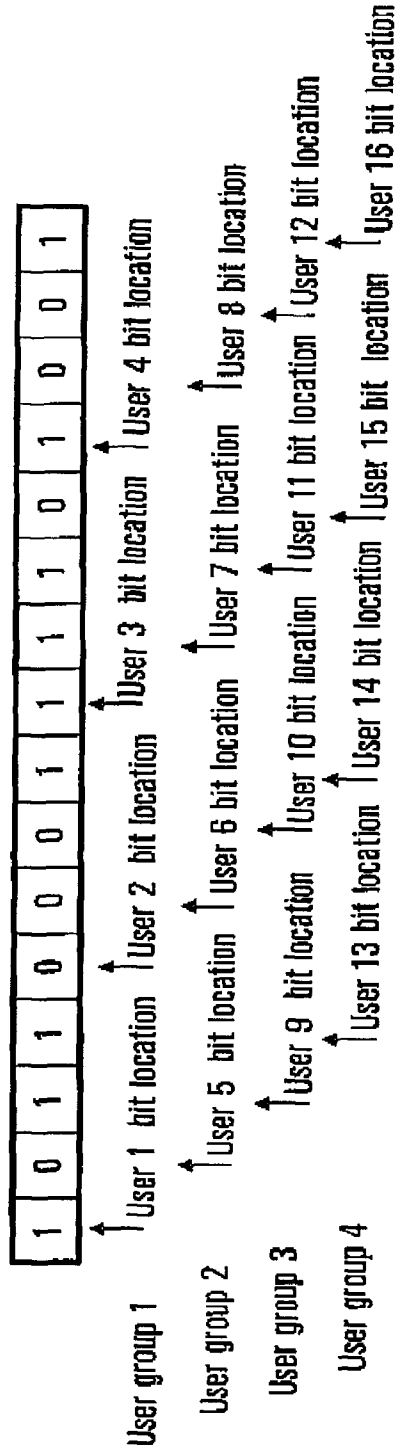 1 0 1 1 0 0 0 1 1 1 1 0 1 0 0 1
User group 1 User 1 bit location User 2 bit location User 3 bit location User 4 bit location
User group 2 User 5 bit location User 6 bit location User 7 bit location User 8 bit location
User group 3 User 9 bit location User 10 bit location User 11 bit location User 12 bit location
User group 4 User 13 bit location User 14 bit location User 15 bit location User 16 bit location